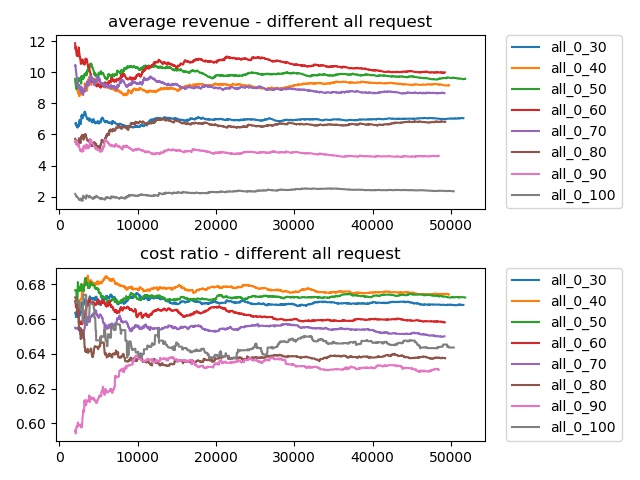 average revenue - different all request
12
10
8
6
4
2
0 10000 20000 30000 40000 50000
all_0_30
all_0_40
all_0_50
all_0_60
all_0_70
all_0_80
all_0_90
all_0_100
cost ratio - different all request
0.68
0.66
0.64
0.62
0.60
0 10000 20000 30000 40000 50000
all_0_30
all_0_40
all_0_50
all_0_60
all_0_70
all_0_80
all_0_90
all_0_100